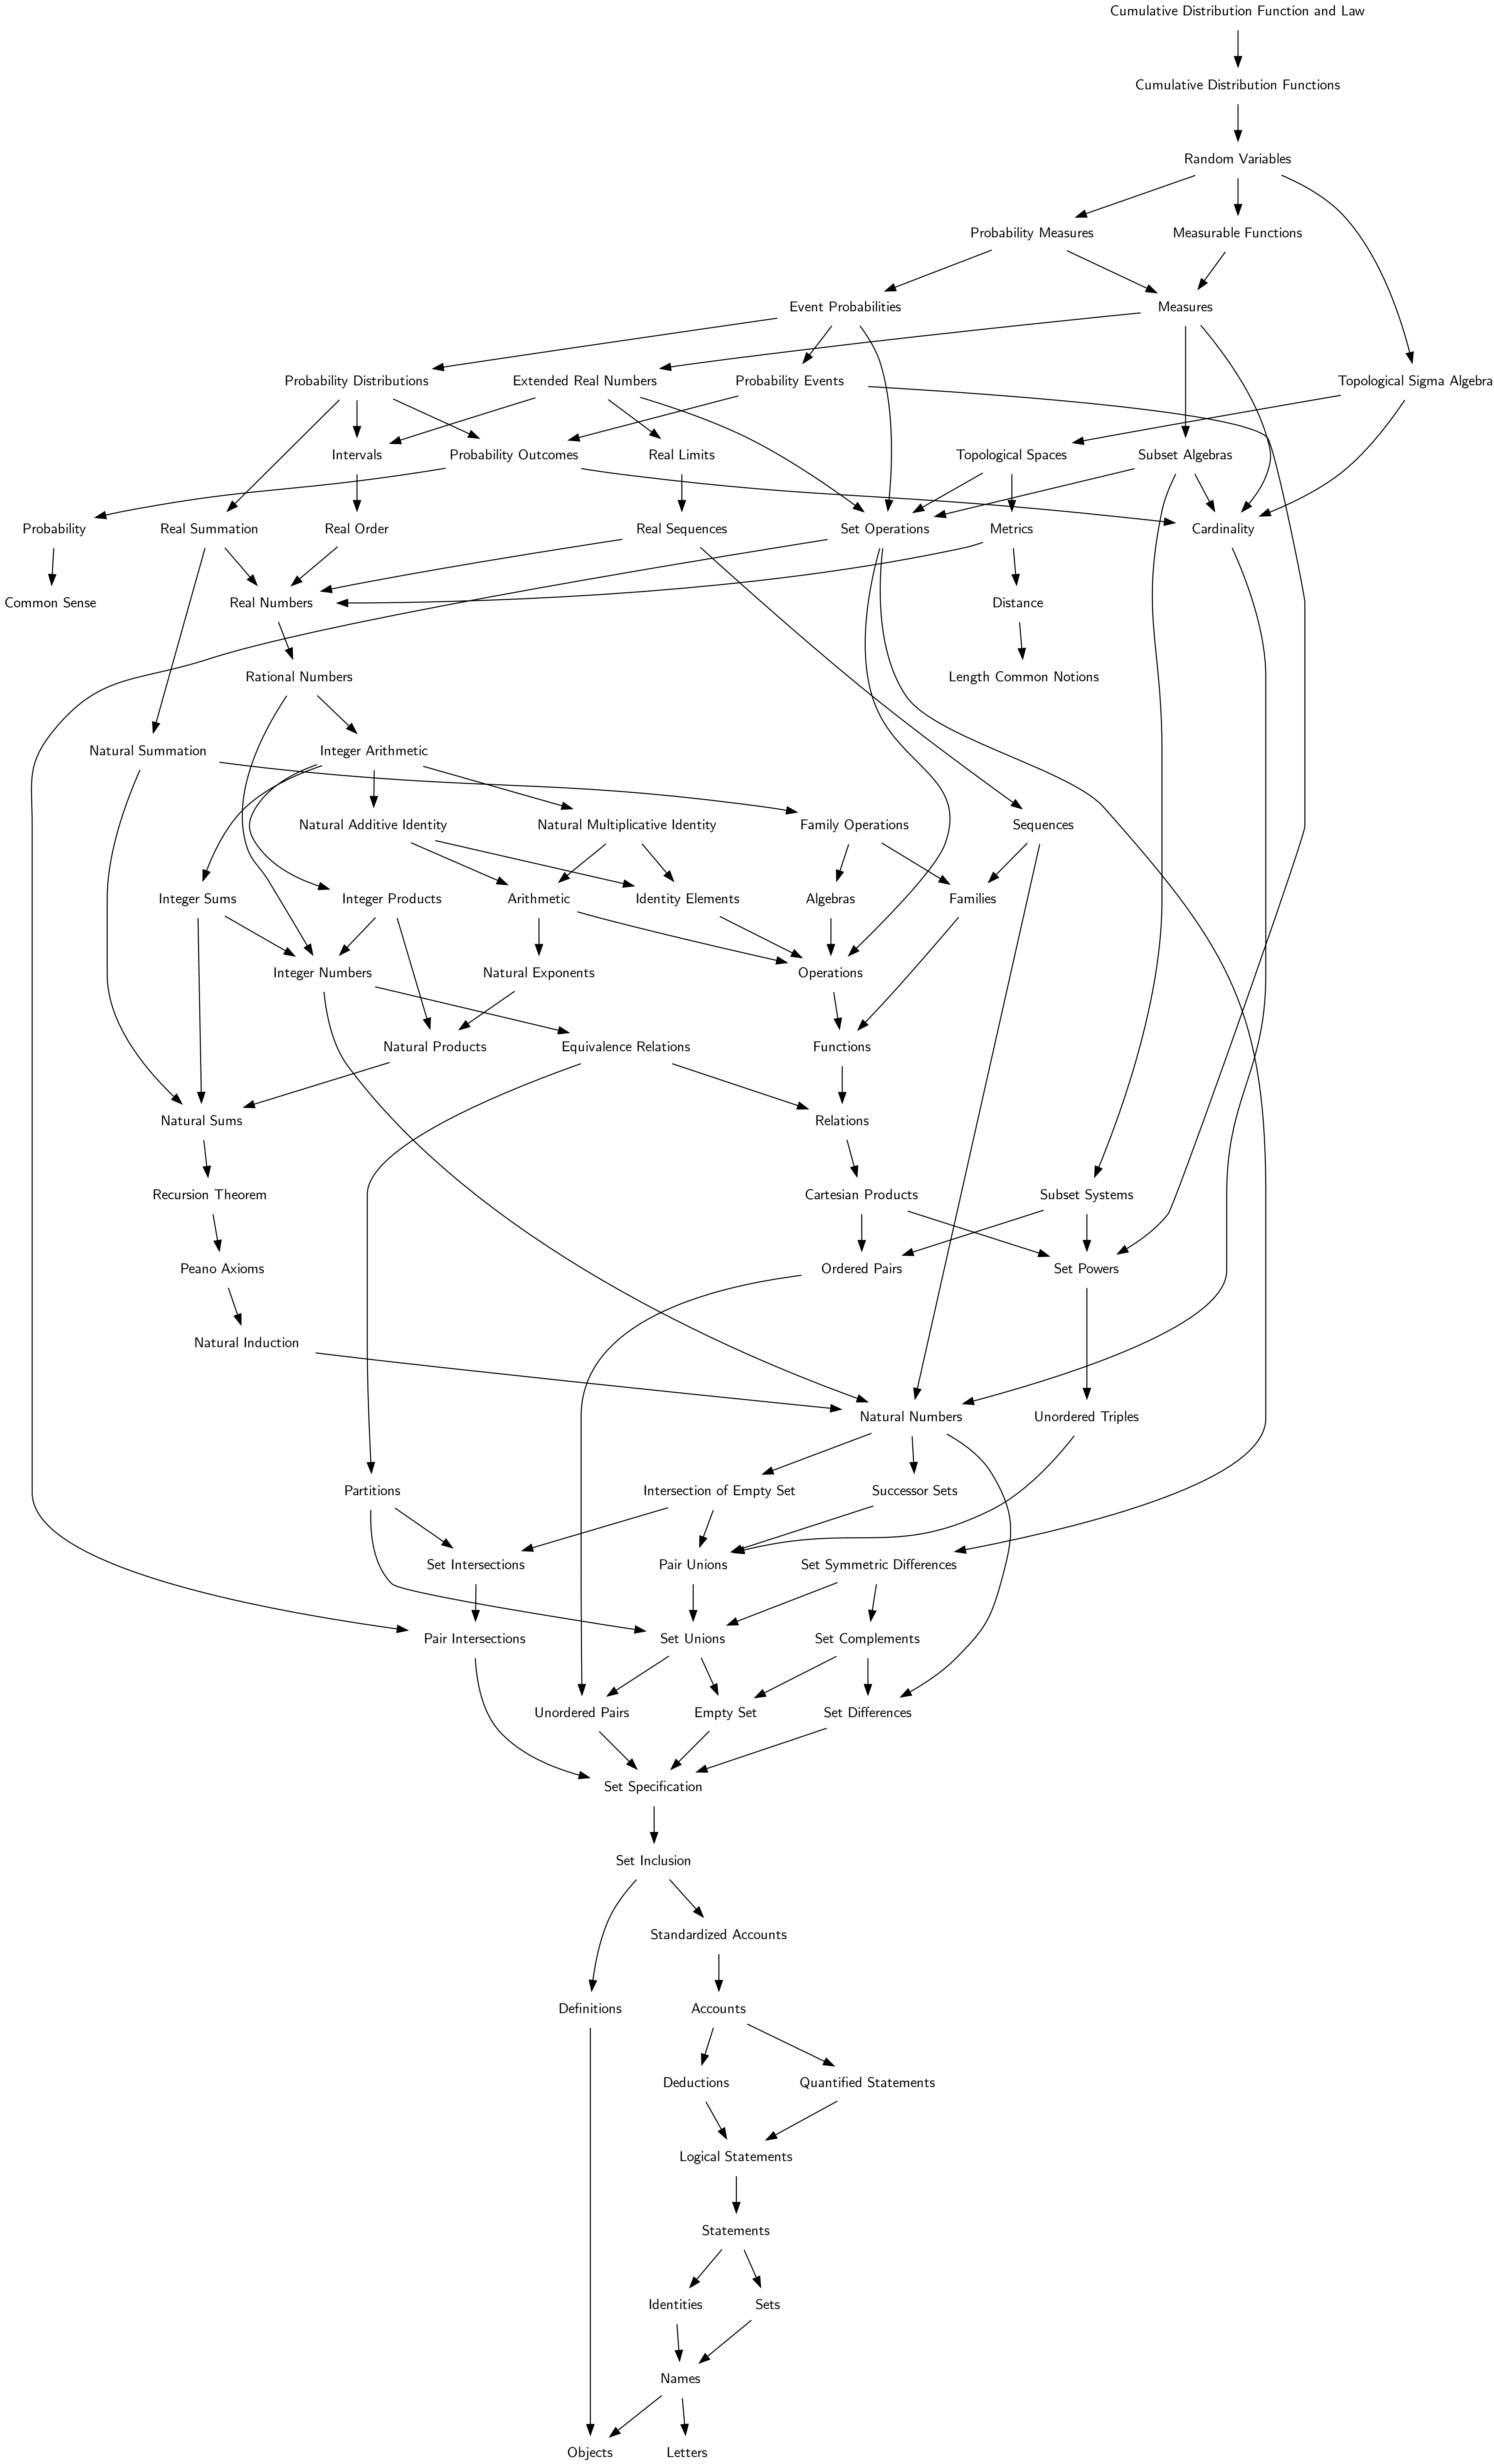 Cumulative Distribution Function and Law
Cumulative Distribution Functions
Random Variables
Probability Measures
Measurable Functions
Event Probabilities
Measures
Probability Distributions
Extended Real Numbers
Probability Events
Topological Sigma Algebra
Intervals
Probability Outcomes
Real Limits
Topological Spaces
Subset Algebras
Probability
Real Summation
Real Order
Real Sequences
Set Operations
Metrics
Cardinality
Common Sense
Real Numbers
Distance
Rational Numbers
Length Common Notions
Natural Summation
Integer Arithmetic
Natural Additive Identity
Natural Multiplicative Identity
Family Operations
Sequences
Integer Sums
Integer Products
Arithmetic
Identity Elements
Algebras
Families
Integer Numbers
Natural Exponents
Operations
Natural Products
Equivalence Relations
Functions
Natural Sums
Relations
Recursion Theorem
Cartesian Products
Subset Systems
Peano Axioms
Ordered Pairs
Set Powers
Natural Induction
Natural Numbers
Unordered Triples
Partitions
Intersection of Empty Set
Successor Sets
Set Intersections
Pair Unions
Set Symmetric Differences
Pair Intersections
Set Unions
Set Complements
Unordered Pairs
Empty Set
Set Differences
Set Specification
Set Inclusion
Standardized Accounts
Definitions
Accounts
Deductions
Quantified Statements
Logical Statements
Statements
Identities
Sets
Names
Objects
Letters